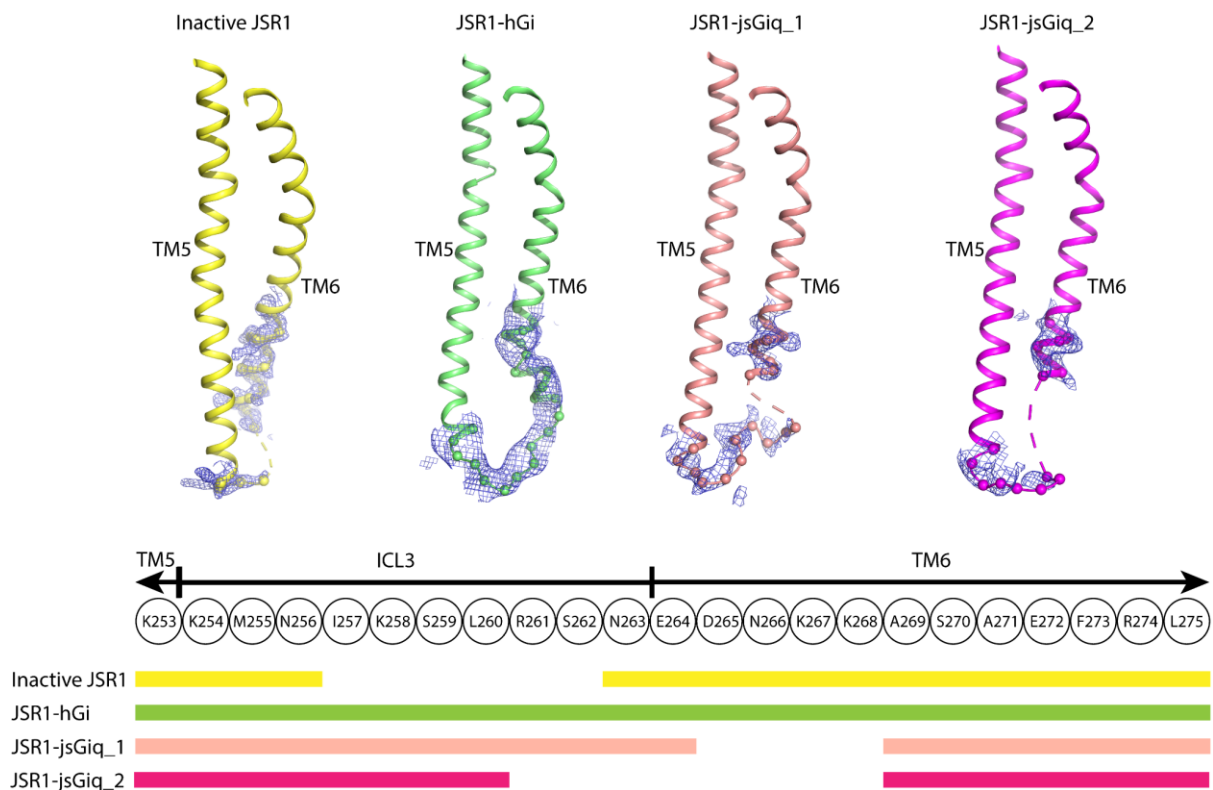 Inactive JSR1 JSR1-hGi JSR1-jsGiq_1 JSR1-jsGiq_2
TM5 TM5 TM5 TM5
TM6 TM6 TM6 TM6
TM5 ICL3 TM6
K253 K254 M255 N256 I257 K258 S259 L260 R261 S262 N263 E264 D265 N266 K267 K268 A269 S270 A271 E272 F273 R274 L275
Inactive JSR1
JSR1-hGi
JSR1-jsGiq_1
JSR1-jsGiq_2